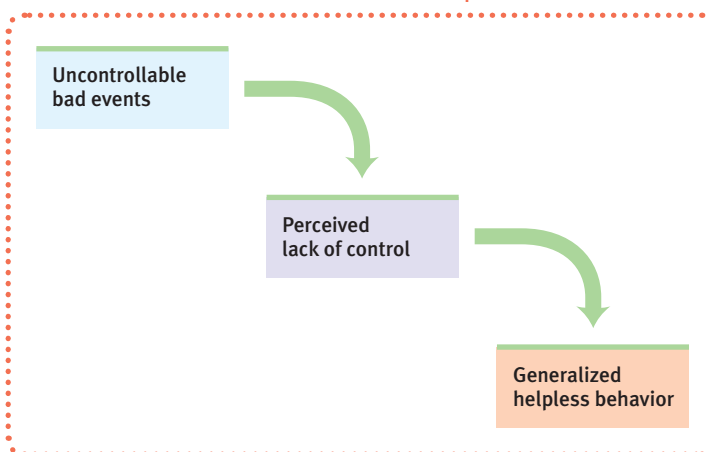 Uncontrollable
bad events
Perceived
lack of control
Generalized
helpless behavior